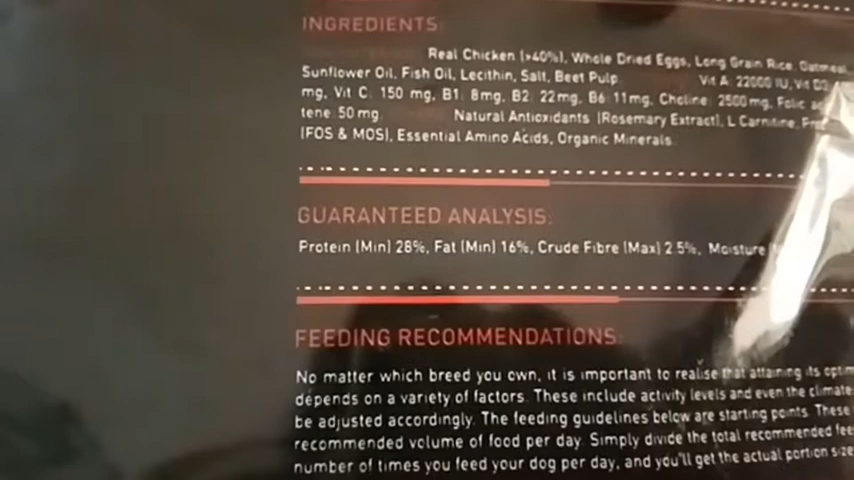 INGREDIENTS:
Real Chicken (>40%), Whole Dried Eggs, Long Grain Rice, Oatmeal,
Sunflower Oil, Fish Oil, Lecithin, Salt, Beet Pulp Vit A: 22000 IU, Vit D3
mg, Vit C: 150 mg, B1: 8mg, B2: 22mg, B6: 11mg, Choline: 2500mg, Folic
tene: 50 mg Natural Antioxidants (Rosemary Extract), L Carnitine,
(FOS & MOS), Essential Amino Acids, Organic Minerals.
GUARANTEED ANALYSIS:
Protein (Min) 28%, Fat (Min) 16%, Crude Fibre (Max) 2.5%, Moisture
FEEDING RECOMMENDATIONS:
No matter which breed you own, it is important to realise that attaining its
depends on a variety of factors. These include activity levels and even the climate
be adjusted accordingly. The feeding guidelines below are starting points. These
recommended volume of food per day. Simply divide the total recommended
number of times you feed your dog per day, and you'll get the actual portion size